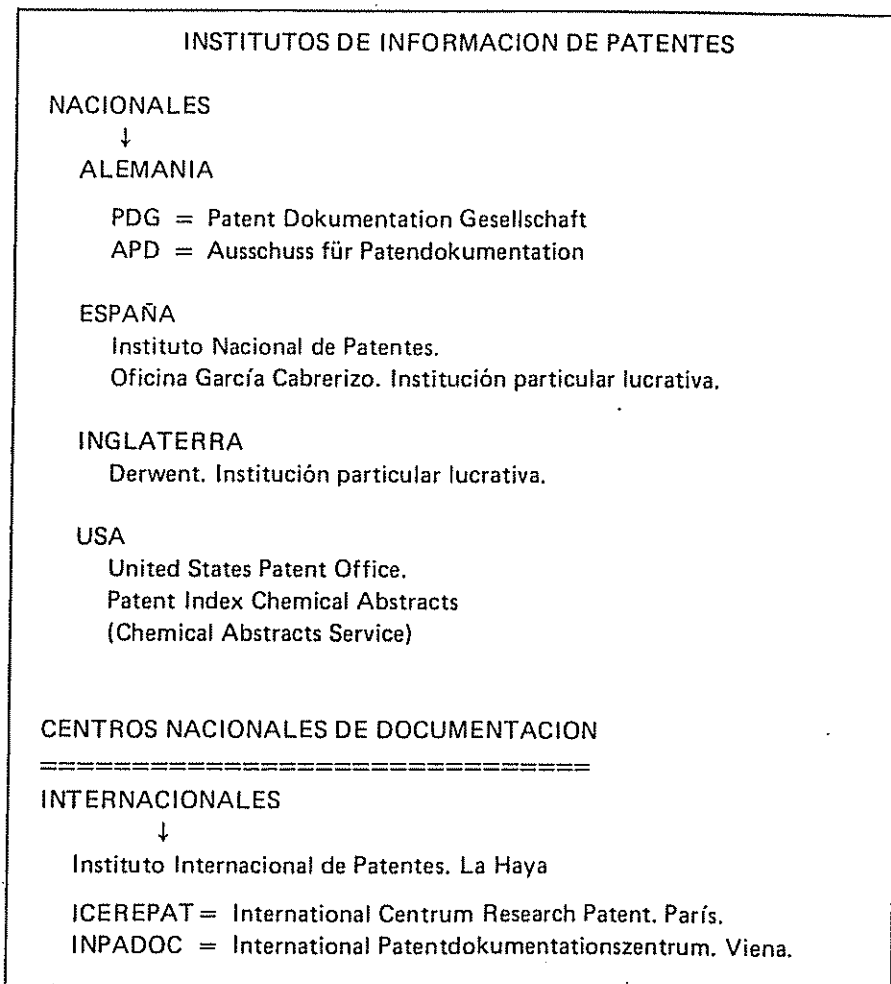 INSTITUTOS DE INFORMACION DE PATENTES
NACIONALES
↓
ALEMANIA
PDG = Patent Dokumentation Gesellschaft
APD = Ausschuss für Patendokumentation
ESPAÑA
Instituto Nacional de Patentes.
Oficina García Cabrerizo. Institución particular lucrativa.
INGLATERRA
Derwent. Institución particular lucrativa.
USA
United States Patent Office.
Patent Index Chemical Abstracts
(Chemical Abstracts Service)
CENTROS NACIONALES DE DOCUMENTACION
==============================
INTERNACIONALES
↓
Instituto Internacional de Patentes. La Haya
ICEREPAT = International Centrum Research Patent. París.
INPADOC = International Patentdokumentationszentrum. Viena.